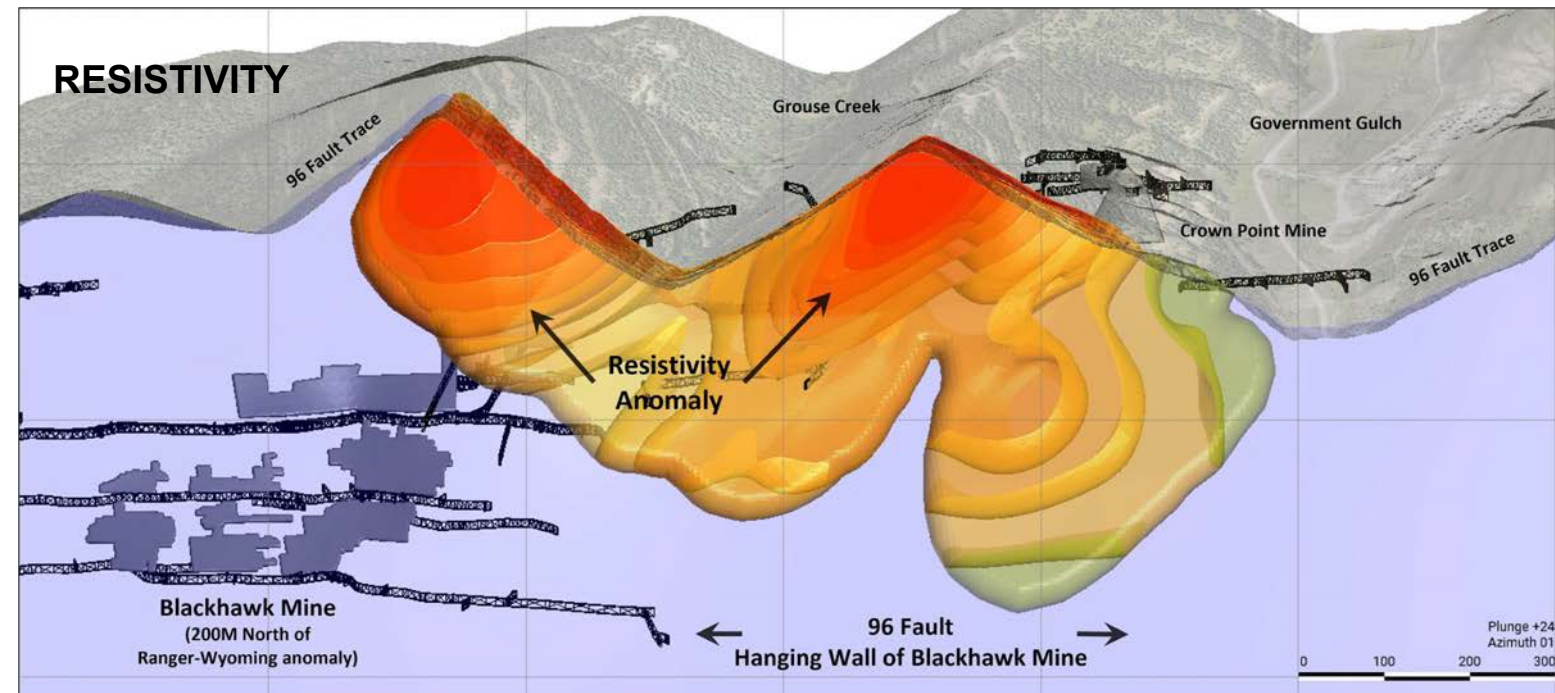 RESISTIVITY
Grouse Creek
Government Gulch
96 Fault Trace
Crown Point Mine
96 Fault Trace
Resistivity
Anomaly
Blackhawk Mine
(200M North of
Ranger-Wyoming anomaly)
96 Fault
Hanging Wall of Blackhawk Mine
Plunge +24
Azimuth 01
0 100 200 300